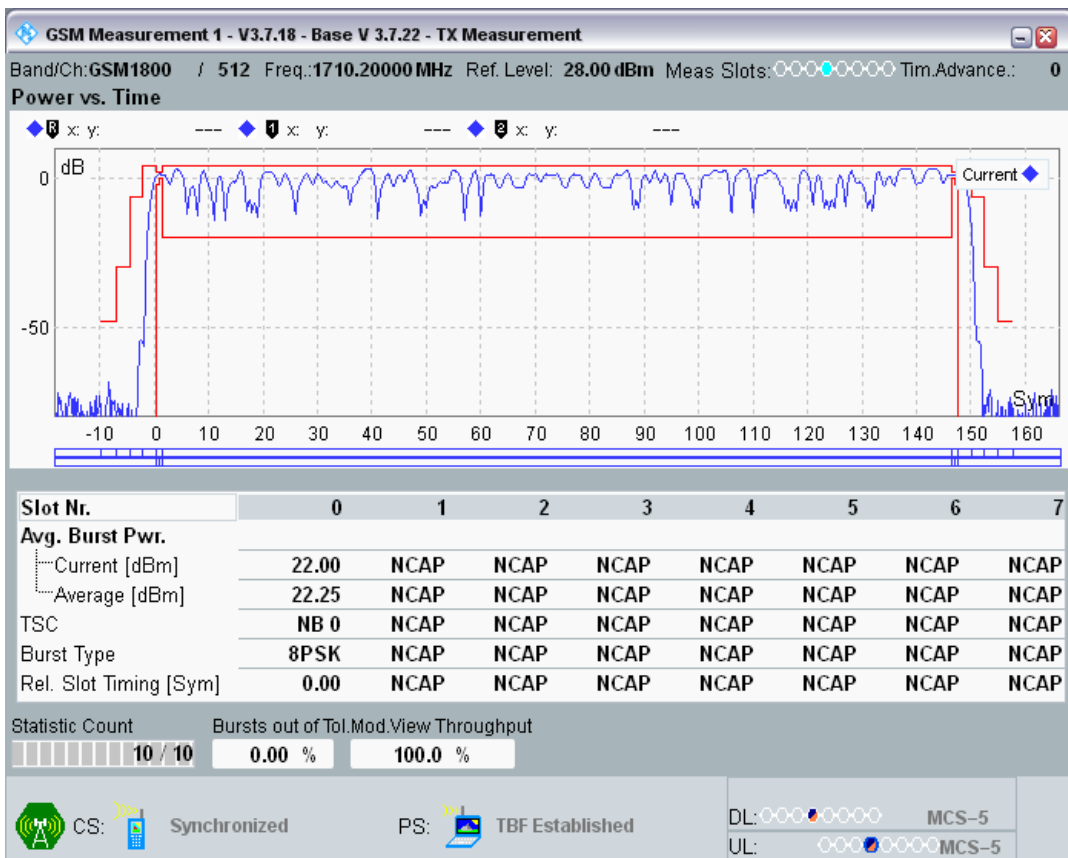 GSM Measurement 1 - V3.7.18 - Base V 3.7.22 - TX Measurement
Band/Ch:GSM1800 / 512 Freq.:1710.20000 MHz Ref. Level: 28.00 dBm Meas Slots: Tim.Advance.: 0
Power vs. Time
R x: y: --- 1 x: y: --- 2 x: y: ---
dB
Current
0
-50
Sym
-10 0 10 20 30 40 50 60 70 80 90 100 110 120 130 140 150 160
Slot Nr. 0 1 2 3 4 5 6 7
Avg. Burst Pwr.
Current [dBm] 22.00 NCAP NCAP NCAP NCAP NCAP NCAP NCAP
Average [dBm] 22.25 NCAP NCAP NCAP NCAP NCAP NCAP NCAP
TSC NB 0 NCAP NCAP NCAP NCAP NCAP NCAP NCAP
Burst Type 8PSK NCAP NCAP NCAP NCAP NCAP NCAP NCAP
Rel. Slot Timing [Sym] 0.00 NCAP NCAP NCAP NCAP NCAP NCAP NCAP
Statistic Count Bursts out of Tol.Mod.View Throughput
10 / 10 0.00 % 100.0 %
CS: Synchronized PS: TBF Established
DL: MCS-5
UL: MCS-5